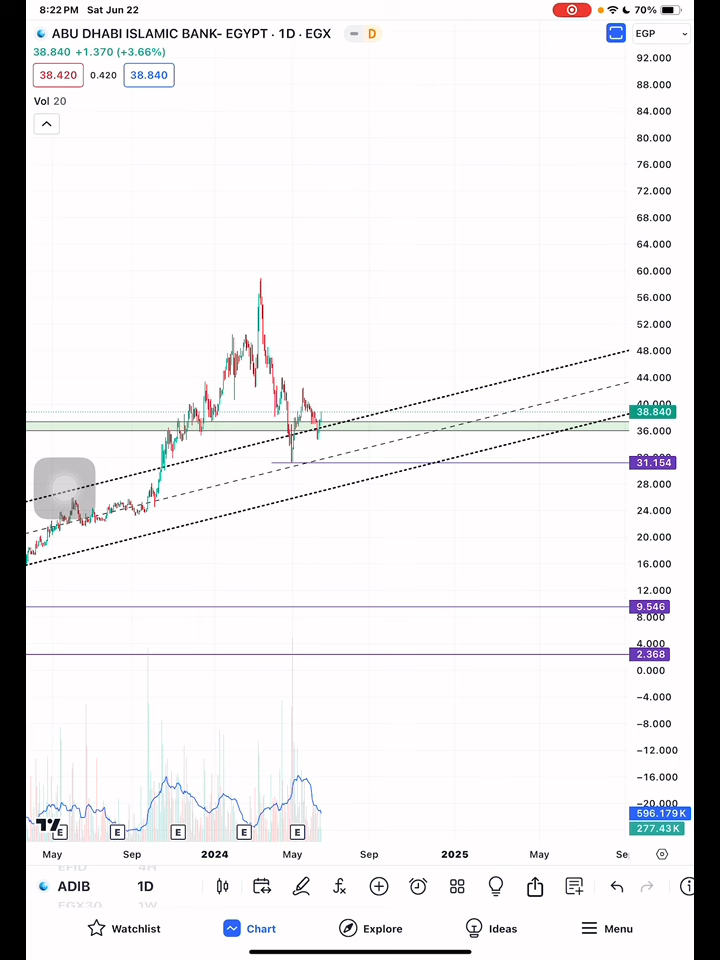 8:22 PM Sat Jun 22 70%
ABU DHABI ISLAMIC BANK- EGYPT · 1D · EGX D EGP
38.840 +1.370 (+3.66%)
38.420 0.420 38.840
Vol 20
92.000
88.000
84.000
80.000
76.000
72.000
68.000
64.000
60.000
56.000
52.000
48.000
44.000
40.000
38.840
36.000
31.154
28.000
24.000
20.000
16.000
12.000
9.546
8.000
4.000
2.368
0.000
−4.000
−8.000
−12.000
−16.000
−20.000
596.179K
277.43K
E E E E E
May Sep 2024 May Sep 2025 May Se
EFID 4H
ADIB 1D
EGX30 1W
Watchlist Chart Explore Ideas Menu